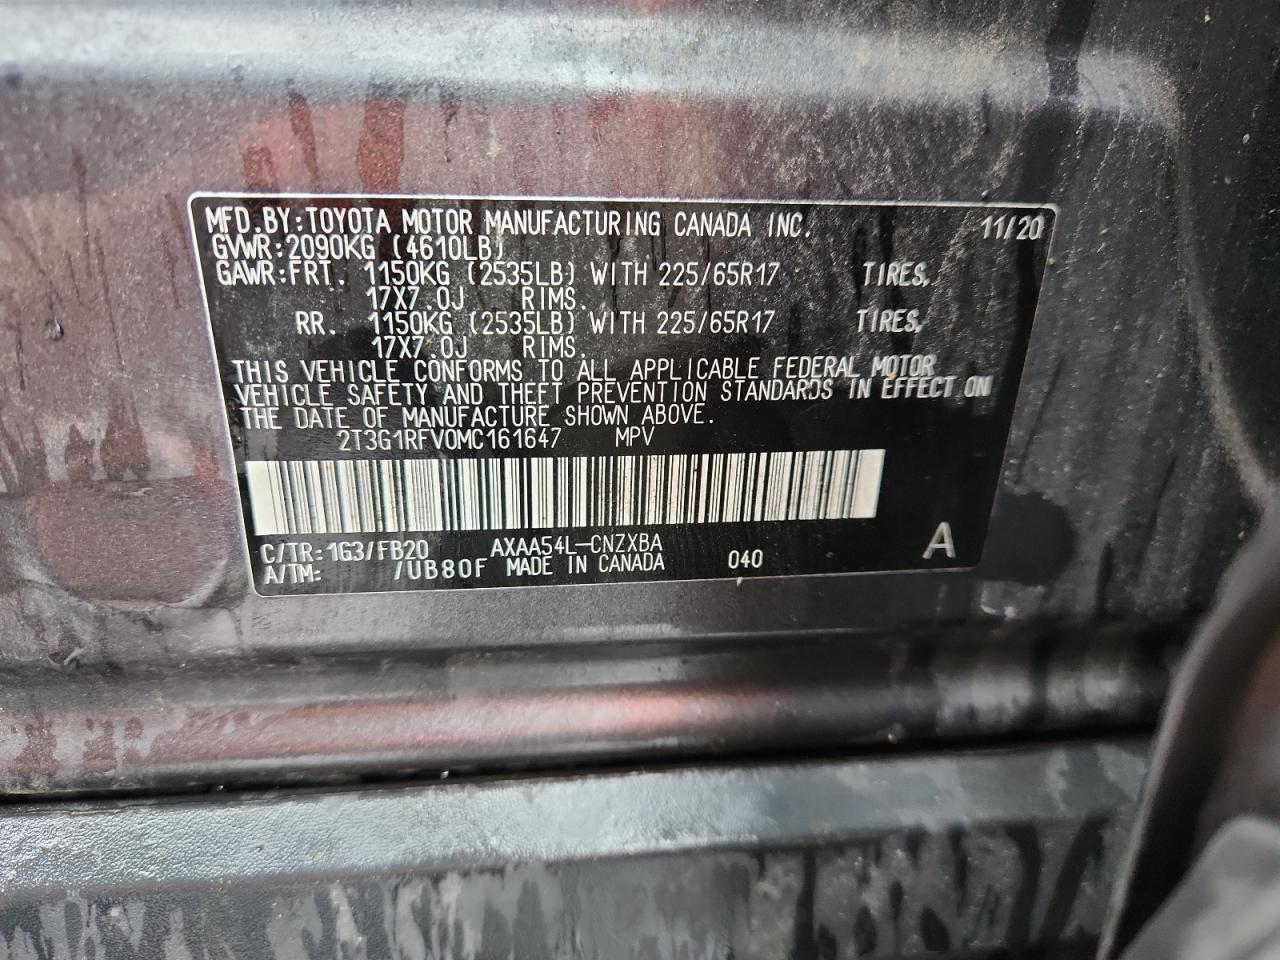 MFD.BY:TOYOTA MOTOR MANUFACTURING CANADA INC. 11/20
GVWR:2090KG (4610LB)
GAWR:FRT. 1150KG (2535LB) WITH 225/65R17 TIRES,
17X7.0J RIMS.
RR. 1150KG (2535LB) WITH 225/65R17 TIRES,
17X7.0J RIMS.
THIS VEHICLE CONFORMS TO ALL APPLICABLE FEDERAL MOTOR
VEHICLE SAFETY AND THEFT PREVENTION STANDARDS IN EFFECT ON
THE DATE OF MANUFACTURE SHOWN ABOVE.
2T3G1RFV0MC161647 MPV
C/TR:1G3/FB20 AXAA54L-CNZXBA A
A/TM: /UB80F MADE IN CANADA 040